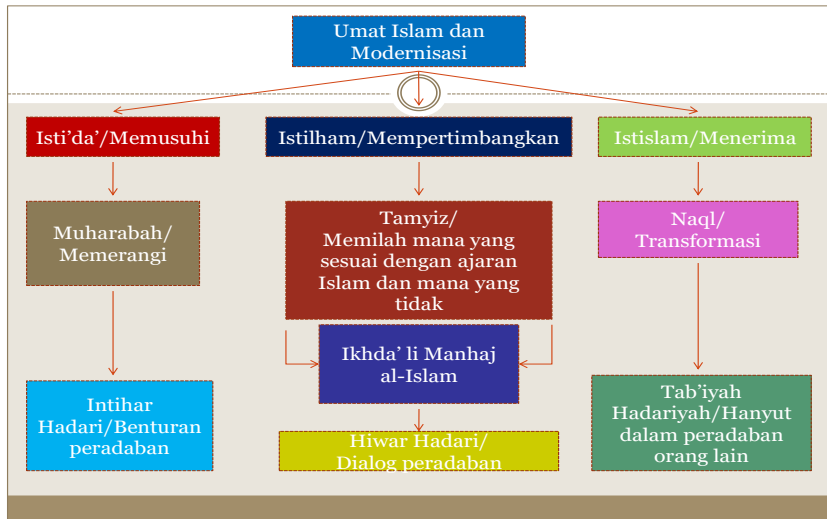 Umat Islam dan
Modernisasi
Isti’da’/Memusuhi
Istilham/Mempertimbangkan
Istislam/Menerima
Muharabah/
Memerangi
Tamyiz/
Memilah mana yang
sesuai dengan ajaran
Islam dan mana yang
tidak
Naql/
Transformasi
Ikhda’ li Manhaj
al-Islam
Intihar
Hadari/Benturan
peradaban
Hiwar Hadari/
Dialog peradaban
Tab’iyah
Hadariyah/Hanyut
dalam peradaban
orang lain